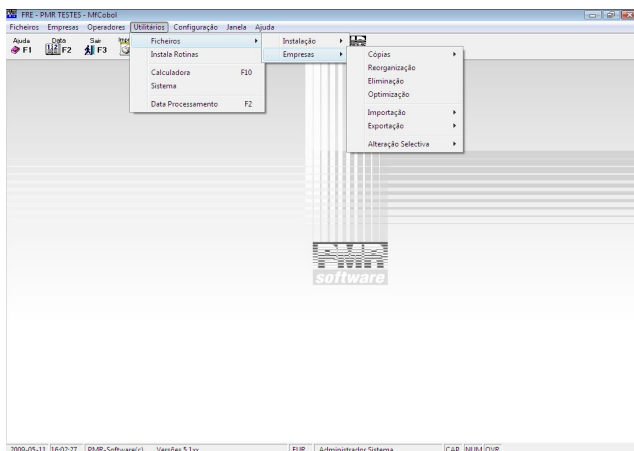 FRE - PMR TESTES - MfCobol
Ficheiros Empresas Operadores Utilitários Configuração Janela Ajuda
Ajuda Data Sair
F1 F2 F3
Ficheiros
Instala Rotinas
Calculadora F10
Sistema
Data Processamento F2
Instalação
Empresas
Cópias
Reorganização
Eliminação
Optimização
Importação
Exportação
Alteração Selectiva
PMR
software
2009-05-11 16:02:27 PMR-Software(c) Versões 5.1xx EUR Administrador Sistema CAP NUM OVR